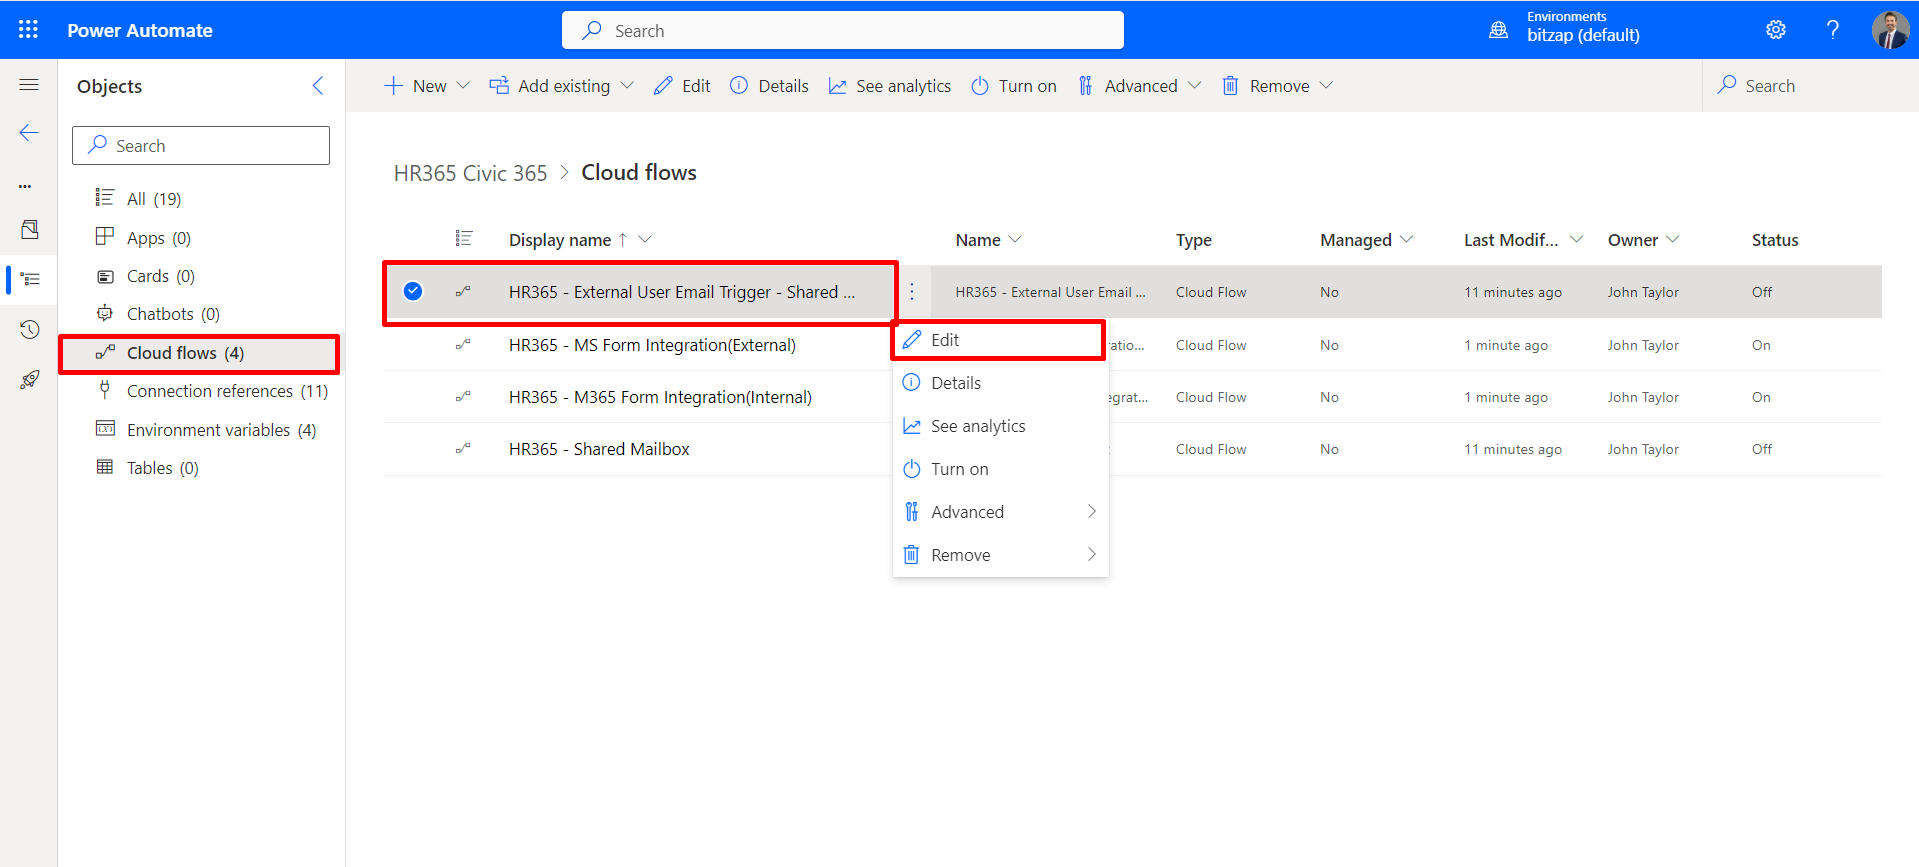 Power Automate
Search
Environments
bitzap (default)
Objects
Search
All (19)
Apps (0)
Cards (0)
Chatbots (0)
Cloud flows (4)
Connection references (11)
Environment variables (4)
Tables (0)
New
Add existing
Edit
Details
See analytics
Turn on
Advanced
Remove
Search
HR365 Civic 365 > Cloud flows
Display name ↑ Name Type Managed Last Modif... Owner Status
HR365 - External User Email Trigger - Shared ... HR365 - External User Email ... Cloud Flow No 11 minutes ago John Taylor Off
HR365 - MS Form Integration(External) ratio... Cloud Flow No 1 minute ago John Taylor On
HR365 - M365 Form Integration(Internal) egrat... Cloud Flow No 1 minute ago John Taylor On
HR365 - Shared Mailbox Cloud Flow No 11 minutes ago John Taylor Off
Edit
Details
See analytics
Turn on
Advanced
Remove